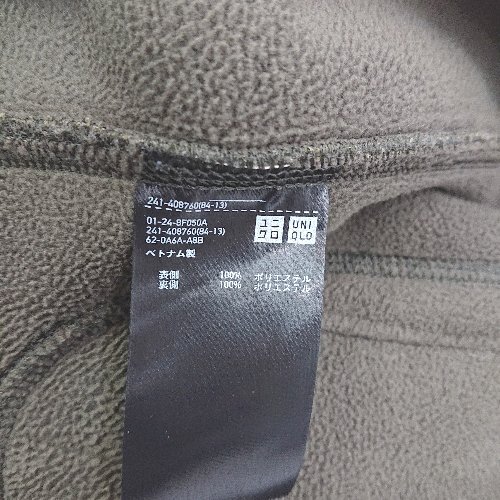 241-408760(84-13)
01-24-8F050A
241-408760(84-13)
62-0A6A-A8B
ベトナム製
ユニ
クロ
UNI
QLO
表側 100% ポリエステル
裏側 100% ポリエステル